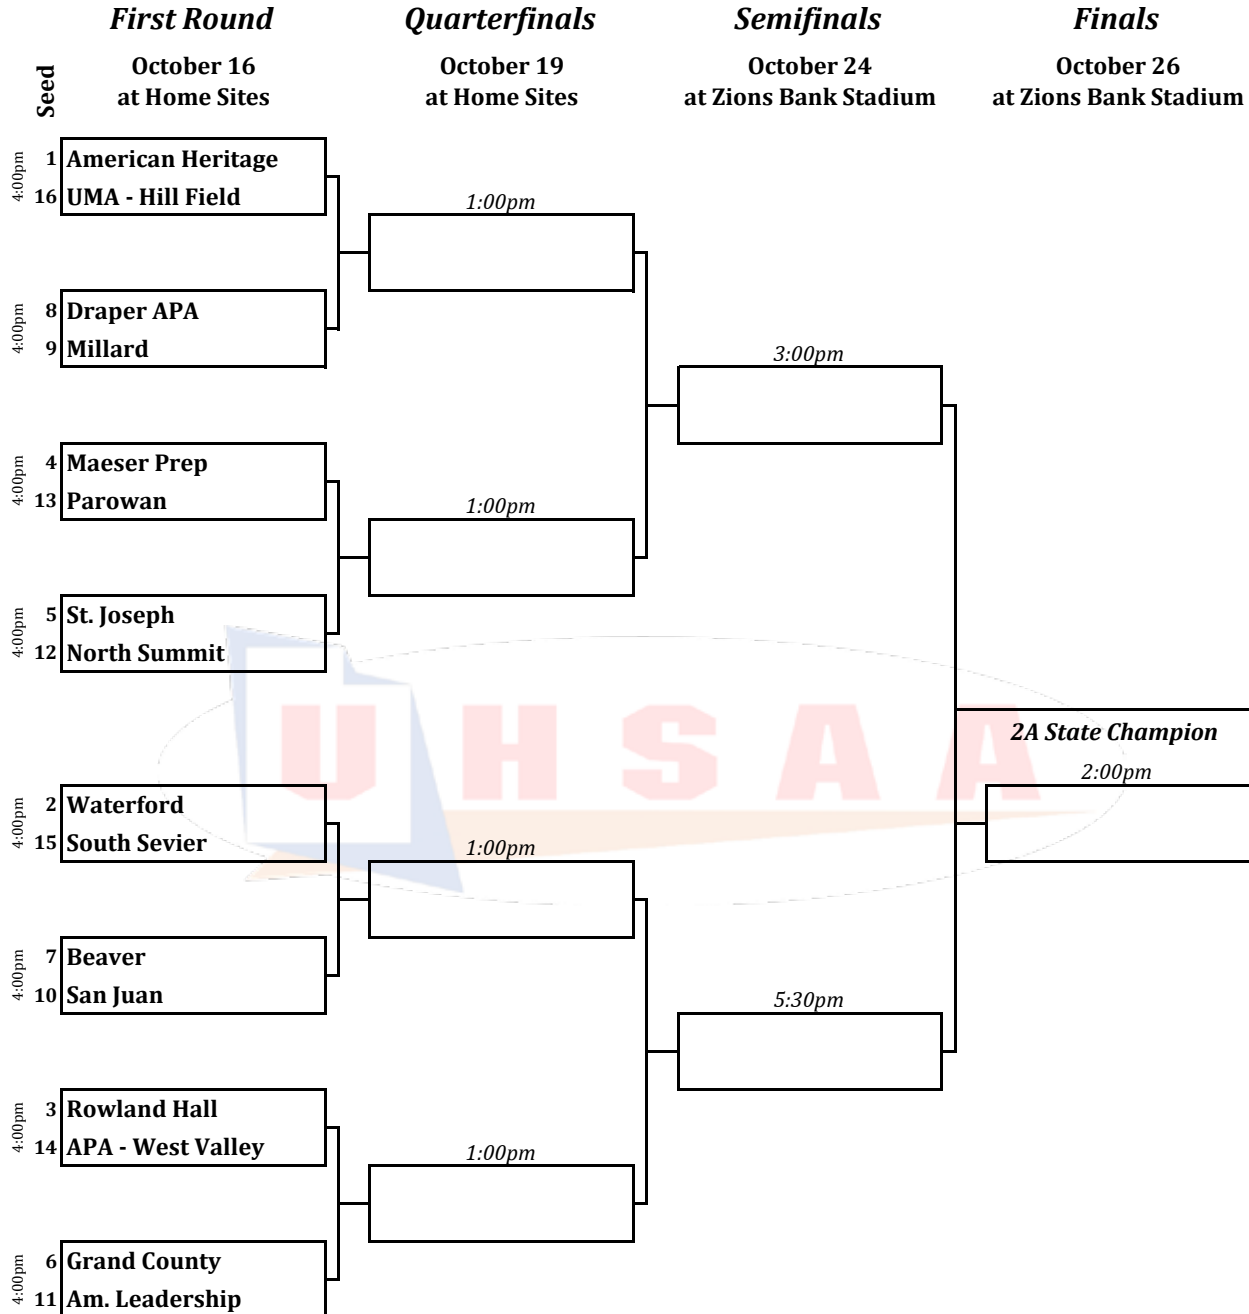 First Round Quarterfinals Semifinals Finals
Seed
October 16 October 19 October 24 October 26
at Home Sites at Home Sites at Zions Bank Stadium at Zions Bank Stadium
4:00pm
1 American Heritage
16 UMA - Hill Field
1:00pm
4:00pm
8 Draper APA
9 Millard
3:00pm
4:00pm
4 Maeser Prep
13 Parowan
1:00pm
4:00pm
5 St. Joseph
12 North Summit
UHSAA
2A State Champion
2:00pm
4:00pm
2 Waterford
15 South Sevier
1:00pm
4:00pm
7 Beaver
10 San Juan
5:30pm
4:00pm
3 Rowland Hall
14 APA - West Valley
1:00pm
4:00pm
6 Grand County
11 Am. Leadership